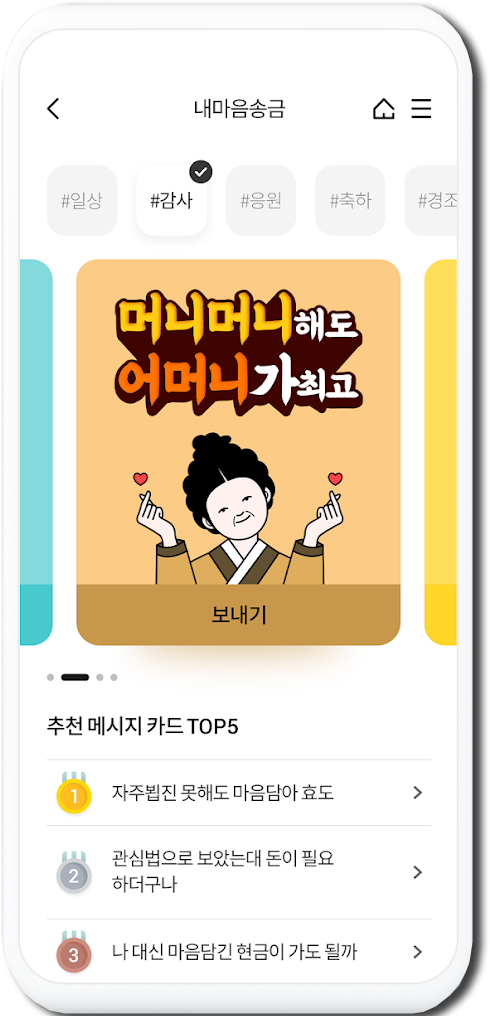 내마음송금
#일상 #감사 #응원 #축하 #경조
머니머니해도
어머니가최고
보내기
추천 메시지 카드 TOP5
1 자주뵙진 못해도 마음담아 효도
2 관심법으로 보았는대 돈이 필요
하더구나
3 나 대신 마음담긴 현금이 가도 될까